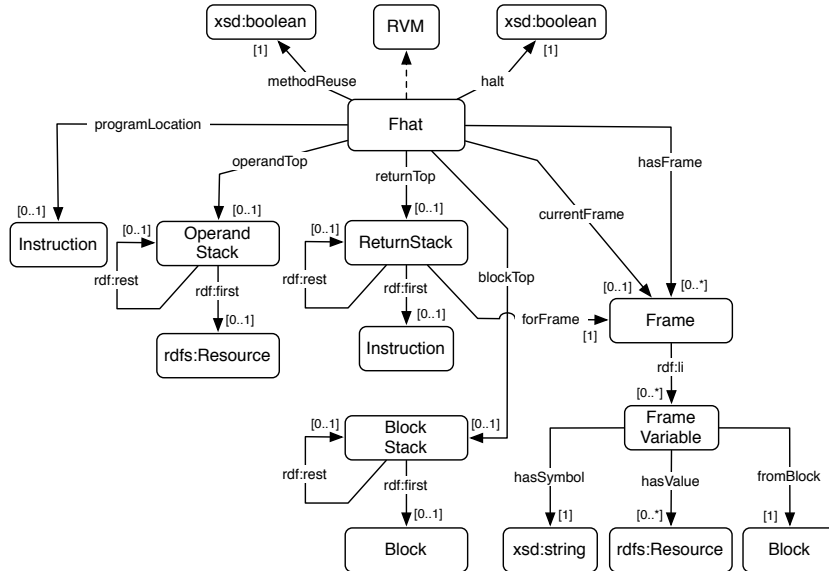 xsd:boolean
RVM
xsd:boolean
[1]
[1]
methodReuse
halt
Fhat
programLocation
operandTop
returnTop
hasFrame
currentFrame
[0..1]
[0..1]
[0..1]
[0..1]
[0..1]
Instruction
Operand
Stack
ReturnStack
blockTop
rdf:rest
rdf:first
rdf:rest
rdf:first
[0..1]
[0..*]
[0..1]
[0..1]
forFrame
[1]
Frame
rdfs:Resource
Instruction
rdf:li
[0..*]
[0..1]
[0..1]
Block
Stack
Frame
Variable
rdf:rest
rdf:first
hasSymbol
hasValue
fromBlock
[0..1]
[1]
[0..*]
[1]
Block
xsd:string
rdfs:Resource
Block